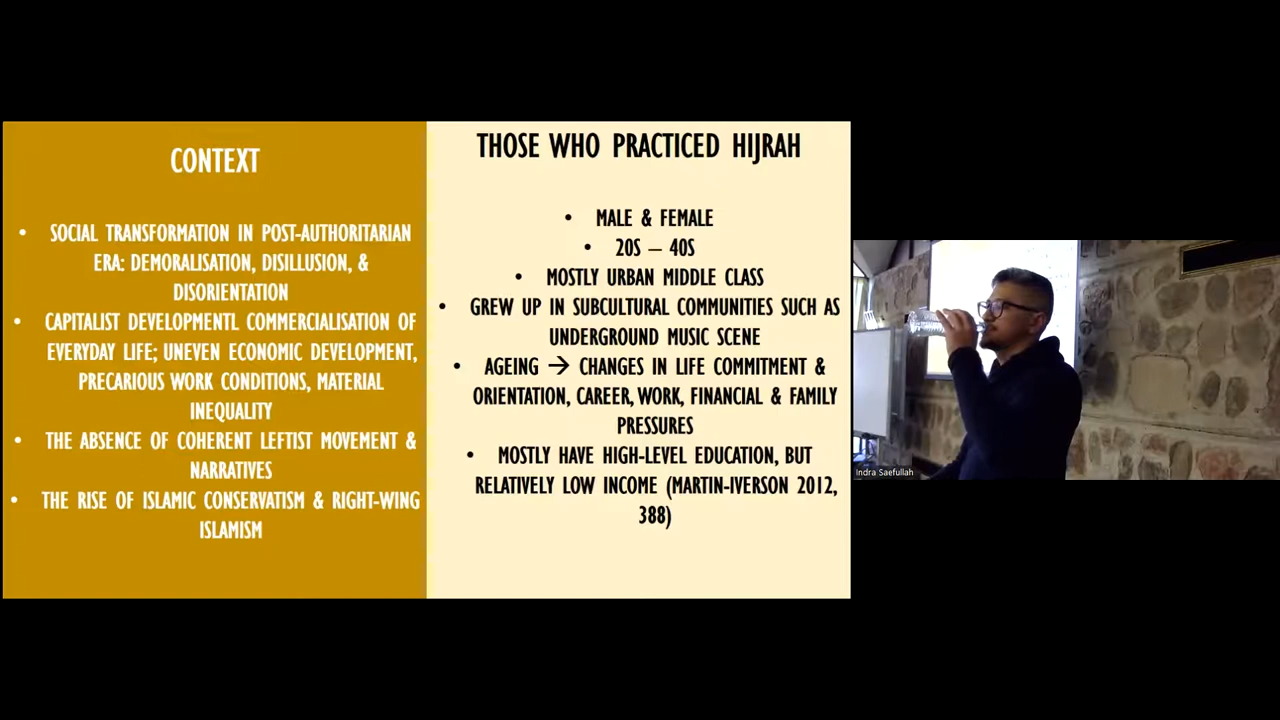 CONTEXT
• SOCIAL TRANSFORMATION IN POST-AUTHORITARIAN
ERA: DEMORALISATION, DISILLUSION, &
DISORIENTATION
• CAPITALIST DEVELOPMENTL COMMERCIALISATION OF
EVERYDAY LIFE; UNEVEN ECONOMIC DEVELOPMENT,
PRECARIOUS WORK CONDITIONS, MATERIAL
INEQUALITY
• THE ABSENCE OF COHERENT LEFTIST MOVEMENT &
NARRATIVES
• THE RISE OF ISLAMIC CONSERVATISM & RIGHT-WING
ISLAMISM
THOSE WHO PRACTICED HIJRAH
• MALE & FEMALE
• 20S – 40S
• MOSTLY URBAN MIDDLE CLASS
• GREW UP IN SUBCULTURAL COMMUNITIES SUCH AS
UNDERGROUND MUSIC SCENE
• AGEING → CHANGES IN LIFE COMMITMENT &
ORIENTATION, CAREER, WORK, FINANCIAL & FAMILY
PRESSURES
• MOSTLY HAVE HIGH-LEVEL EDUCATION, BUT
RELATIVELY LOW INCOME (MARTIN-IVERSON 2012,
388)
Indra Saefullah